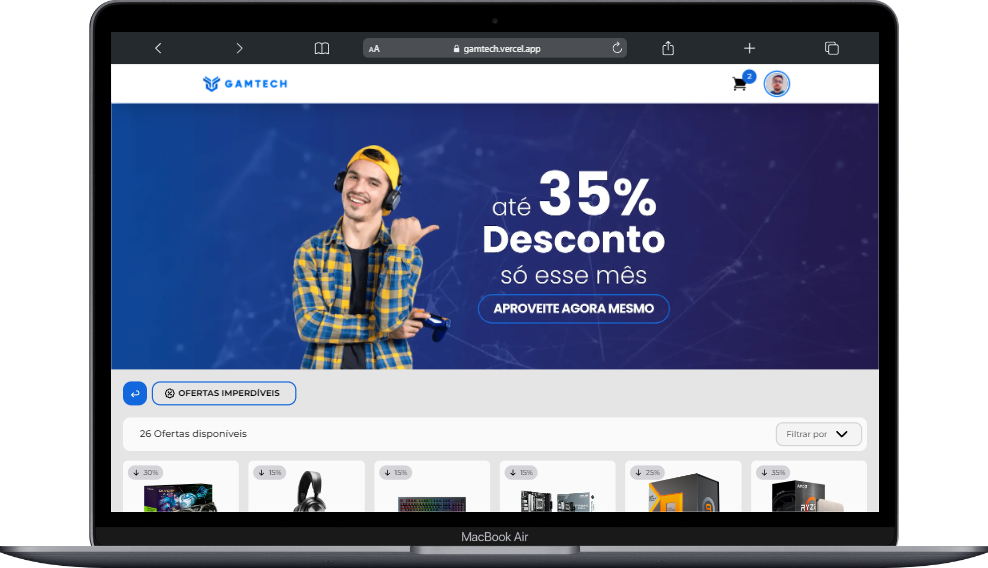 AA
gamtech.vercel.app
GAMTECH
2
até 35%
Desconto
só esse mês
APROVEITE AGORA MESMO
OFERTAS IMPERDÍVEIS
26 Ofertas disponíveis
Filtrar por
30%
15%
15%
15%
25%
35%
RYZEN
MacBook Air